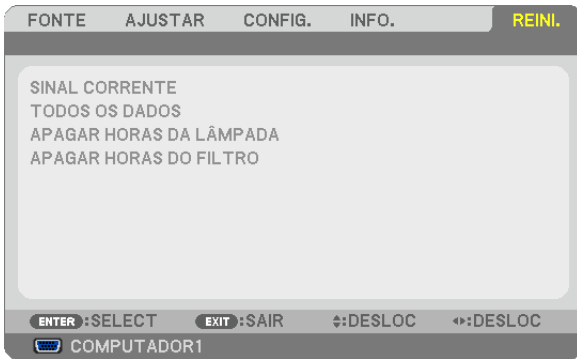 FONTE AJUSTAR CONFIG. INFO. REINI.
SINAL CORRENTE
TODOS OS DADOS
APAGAR HORAS DA LÂMPADA
APAGAR HORAS DO FILTRO
ENTER :SELECT EXIT :SAIR :DESLOC :DESLOC
COMPUTADOR1